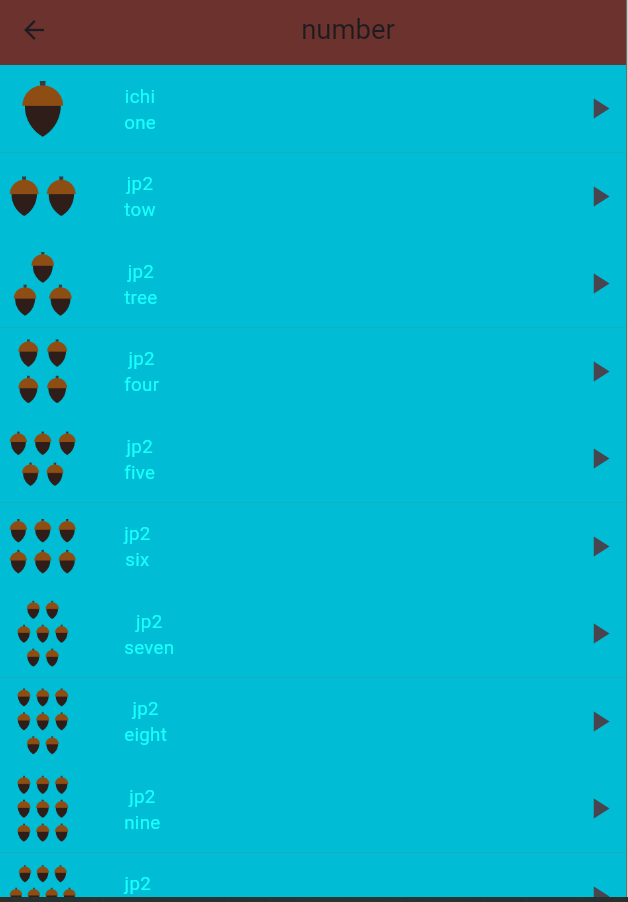 number
ichi
one
jp2
tow
jp2
tree
jp2
four
jp2
five
jp2
six
jp2
seven
jp2
eight
jp2
nine
jp2